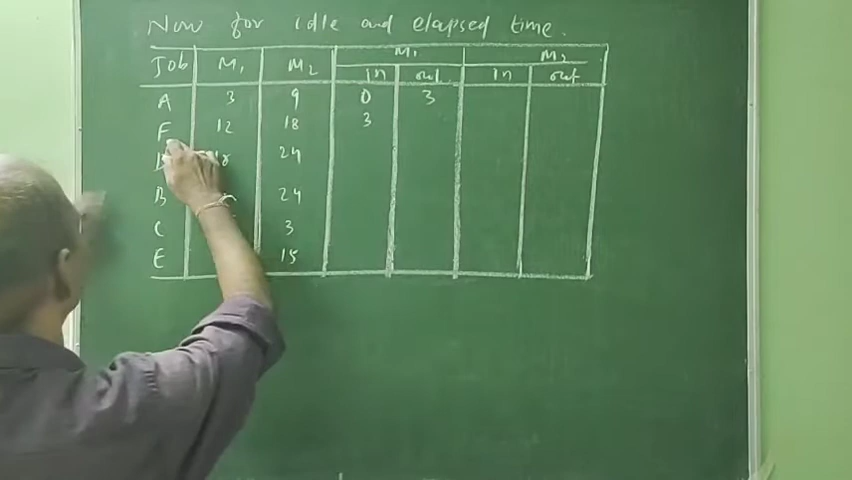 Now for idle and elapsed time.
M₁ M₂
Job M₁ M₂ in out in out
A 3 9 0 3
F 12 18 3
18 24
B 24
C 3
E 15